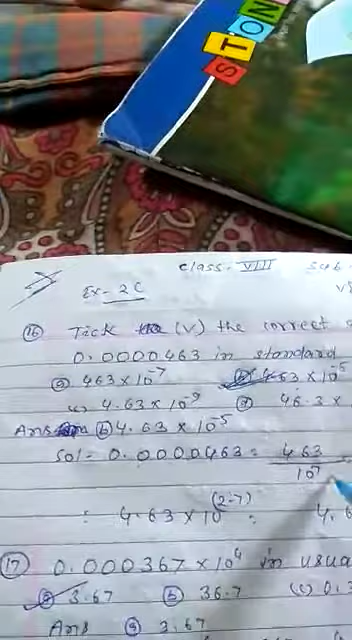 STON
Class - VIII Sub
Ex - 2C
(16) Tick (√) the correct
0.0000463 in standard
(a) 463 × 10⁻⁷ (b) 4.63 × 10⁻⁵
(c) 4.63 × 10⁻⁹ (d) 46.3 ×
Ans (b) 4.63 × 10⁻⁵
Sol - 0.0000463 = 463 / 10⁷ =
= 4.63 × 10⁽²⁻⁷⁾ = 4.6
(17) 0.000367 × 10⁴ in usua
(a) 3.67 (b) 36.7 (c) 0.3
Ans (a) 3.67